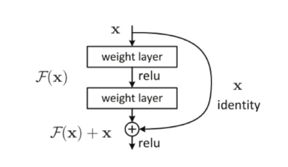 x
weight layer
F(x)
relu
weight layer
x
identity
F(x) + x
relu